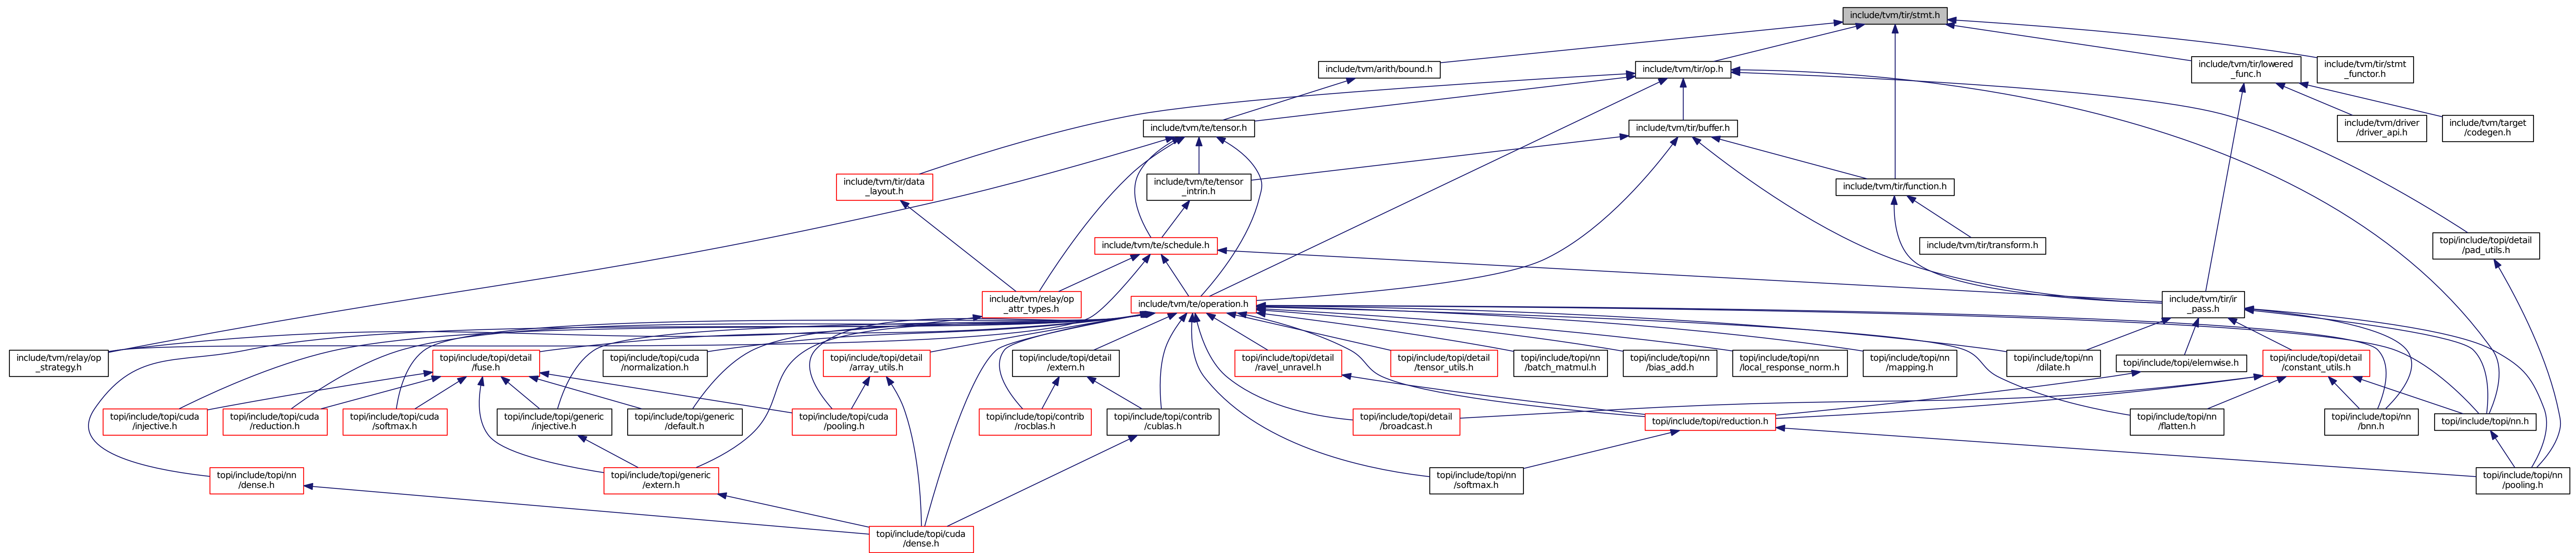 include/tvm/tir/stmt.h
include/tvm/arith/bound.h
include/tvm/tir/op.h
include/tvm/tir/lowered
_func.h
include/tvm/tir/stmt
_functor.h
include/tvm/te/tensor.h
include/tvm/tir/buffer.h
include/tvm/driver
/driver_api.h
include/tvm/target
/codegen.h
include/tvm/tir/data
_layout.h
include/tvm/te/tensor
_intrin.h
include/tvm/tir/function.h
include/tvm/te/schedule.h
include/tvm/tir/transform.h
topi/include/topi/detail
/pad_utils.h
include/tvm/relay/op
_attr_types.h
include/tvm/te/operation.h
include/tvm/tir/ir
_pass.h
include/tvm/relay/op
_strategy.h
topi/include/topi/detail
/fuse.h
topi/include/topi/cuda
/normalization.h
topi/include/topi/detail
/array_utils.h
topi/include/topi/detail
/extern.h
topi/include/topi/detail
/ravel_unravel.h
topi/include/topi/detail
/tensor_utils.h
topi/include/topi/nn
/batch_matmul.h
topi/include/topi/nn
/bias_add.h
topi/include/topi/nn
/local_response_norm.h
topi/include/topi/nn
/mapping.h
topi/include/topi/nn
/dilate.h
topi/include/topi/elemwise.h
topi/include/topi/detail
/constant_utils.h
topi/include/topi/cuda
/injective.h
topi/include/topi/cuda
/reduction.h
topi/include/topi/cuda
/softmax.h
topi/include/topi/generic
/injective.h
topi/include/topi/generic
/default.h
topi/include/topi/cuda
/pooling.h
topi/include/topi/contrib
/rocblas.h
topi/include/topi/contrib
/cublas.h
topi/include/topi/detail
/broadcast.h
topi/include/topi/reduction.h
topi/include/topi/nn
/flatten.h
topi/include/topi/nn
/bnn.h
topi/include/topi/nn.h
topi/include/topi/nn
/dense.h
topi/include/topi/generic
/extern.h
topi/include/topi/nn
/softmax.h
topi/include/topi/nn
/pooling.h
topi/include/topi/cuda
/dense.h